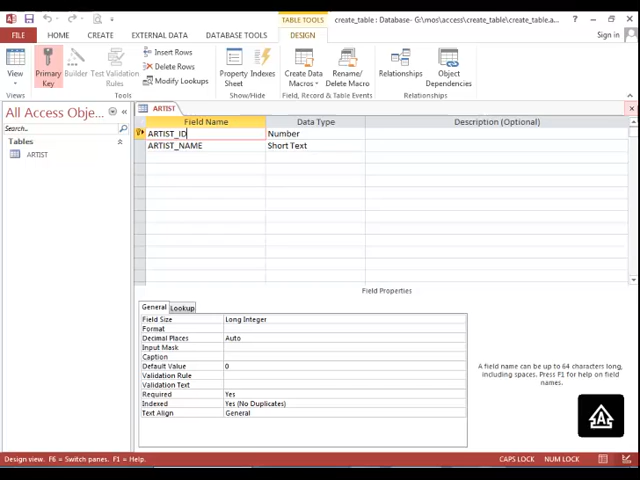 TABLE TOOLS
create_table : Database- G:\mos\access\create_table\create_table.a...
FILE HOME CREATE EXTERNAL DATA DATABASE TOOLS DESIGN Sign in
View
Primary Key
Builder
Test Validation Rules
Insert Rows
Delete Rows
Modify Lookups
Property Sheet
Indexes
Create Data Macros
Rename/Delete Macro
Relationships
Object Dependencies
Views Tools Show/Hide Field, Record & Table Events Relationships
All Access Obje...
Search...
Tables
ARTIST
ARTIST
Field Name Data Type Description (Optional)
ARTIST_ID Number
ARTIST_NAME Short Text
Field Properties
General Lookup
Field Size Long Integer
Format
Decimal Places Auto
Input Mask
Caption
Default Value 0
Validation Rule
Validation Text
Required Yes
Indexed Yes (No Duplicates)
Text Align General
A field name can be up to 64 characters long,
including spaces. Press F1 for help on field
names.
Design view. F6 = Switch panes. F1 = Help. CAPS LOCK NUM LOCK